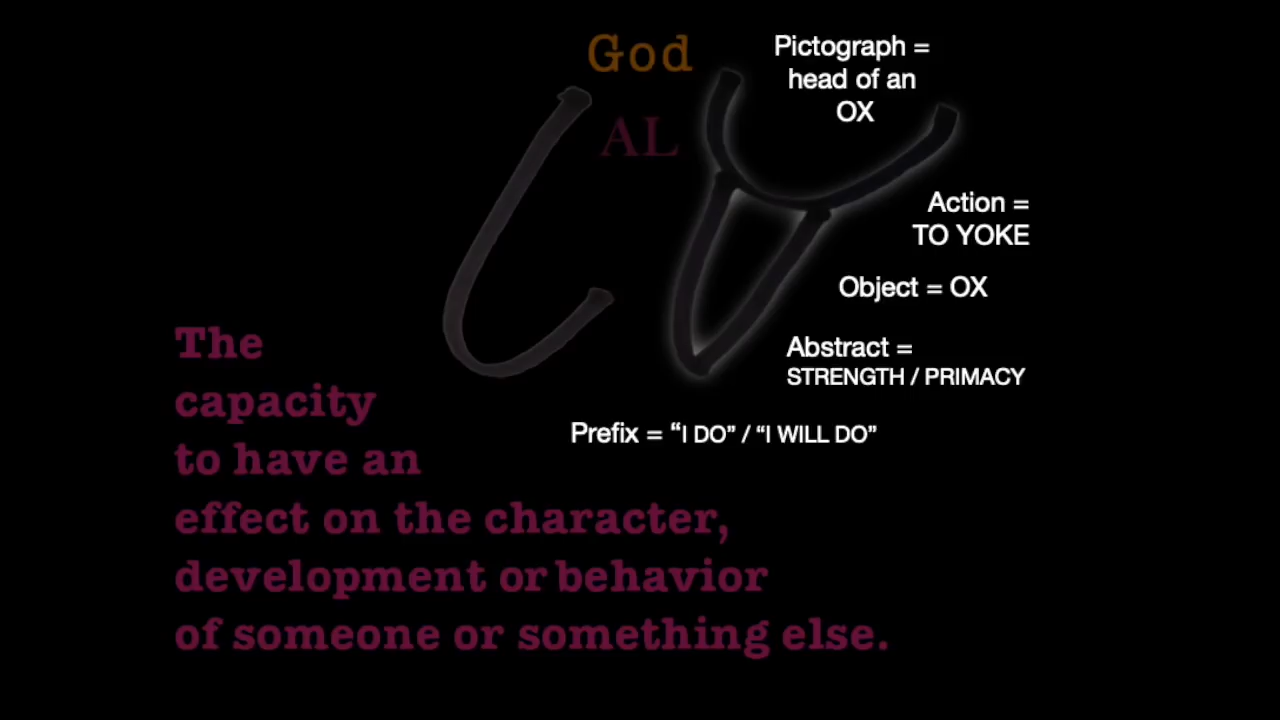 God
AL
Pictograph =
head of an
OX
Action =
TO YOKE
Object = OX
Abstract =
STRENGTH / PRIMACY
Prefix = “I DO” / “I WILL DO”
The
capacity
to have an
effect on the character,
development or behavior
of someone or something else.